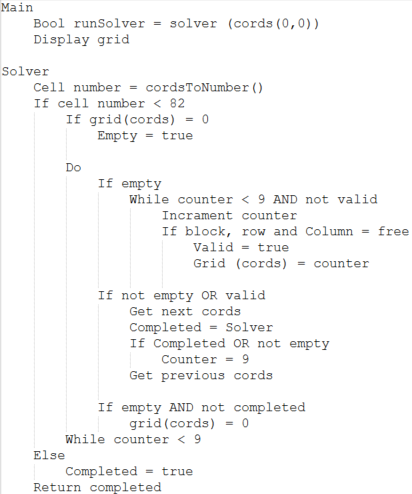 Main
Bool runSolver = solver (cords(0,0))
Display grid
Solver
Cell number = cordsToNumber()
If cell number < 82
If grid(cords) = 0
Empty = true
Do
If empty
While counter < 9 AND not valid
Incrament counter
If block, row and Column = free
Valid = true
Grid (cords) = counter
If not empty OR valid
Get next cords
Completed = Solver
If Completed OR not empty
Counter = 9
Get previous cords
If empty AND not completed
grid(cords) = 0
While counter < 9
Else
Completed = true
Return completed